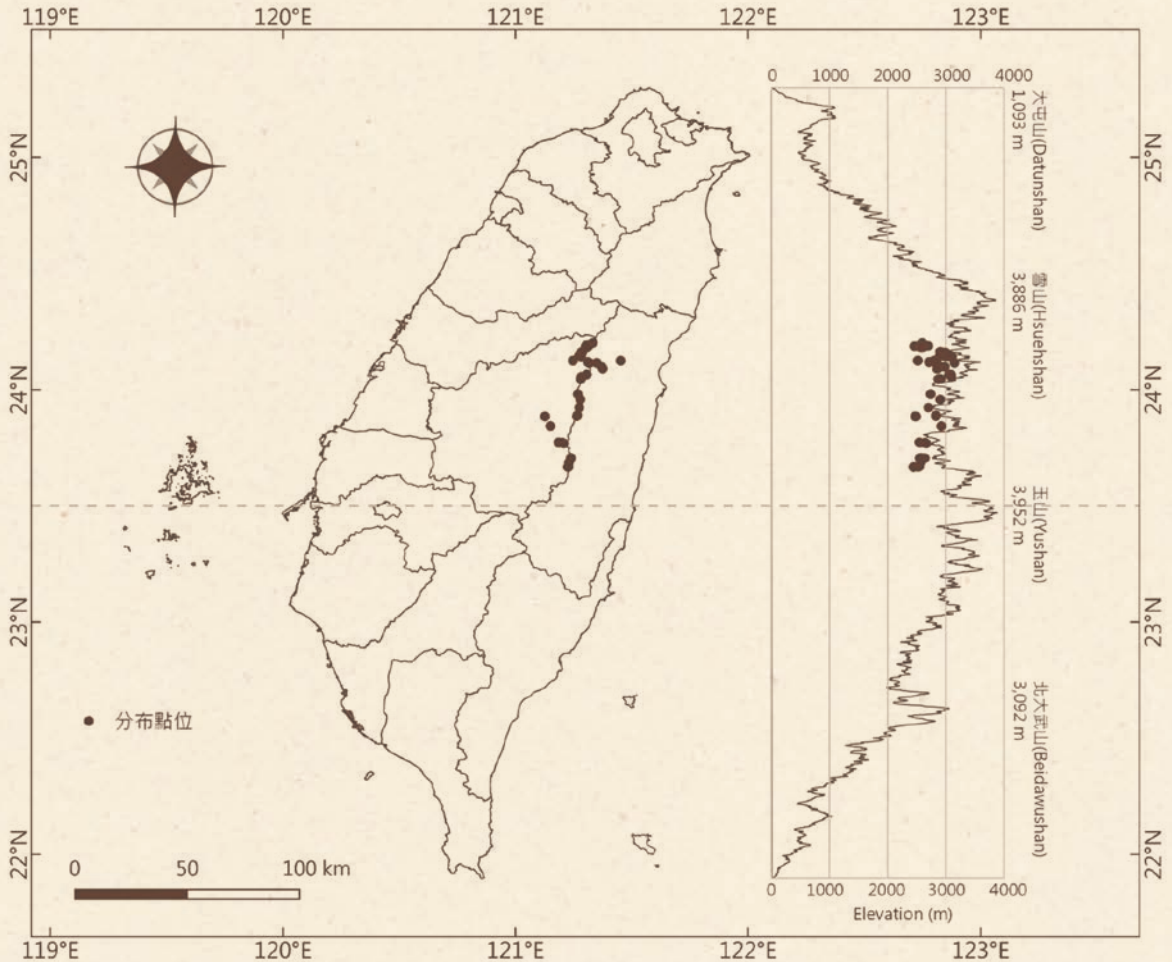 119°E 120°E 121°E 122°E 123°E
0 1000 2000 3000 4000
25°N
24°N
23°N
22°N
大屯山(Datunshan)
1,093 m
雪山(Hsuehshan)
3,886 m
玉山(Yushan)
3,952 m
北大武山(Beidawushan)
3,092 m
25°N
24°N
23°N
22°N
分布點位
0 50 100 km
0 1000 2000 3000 4000
Elevation (m)
119°E 120°E 121°E 122°E 123°E